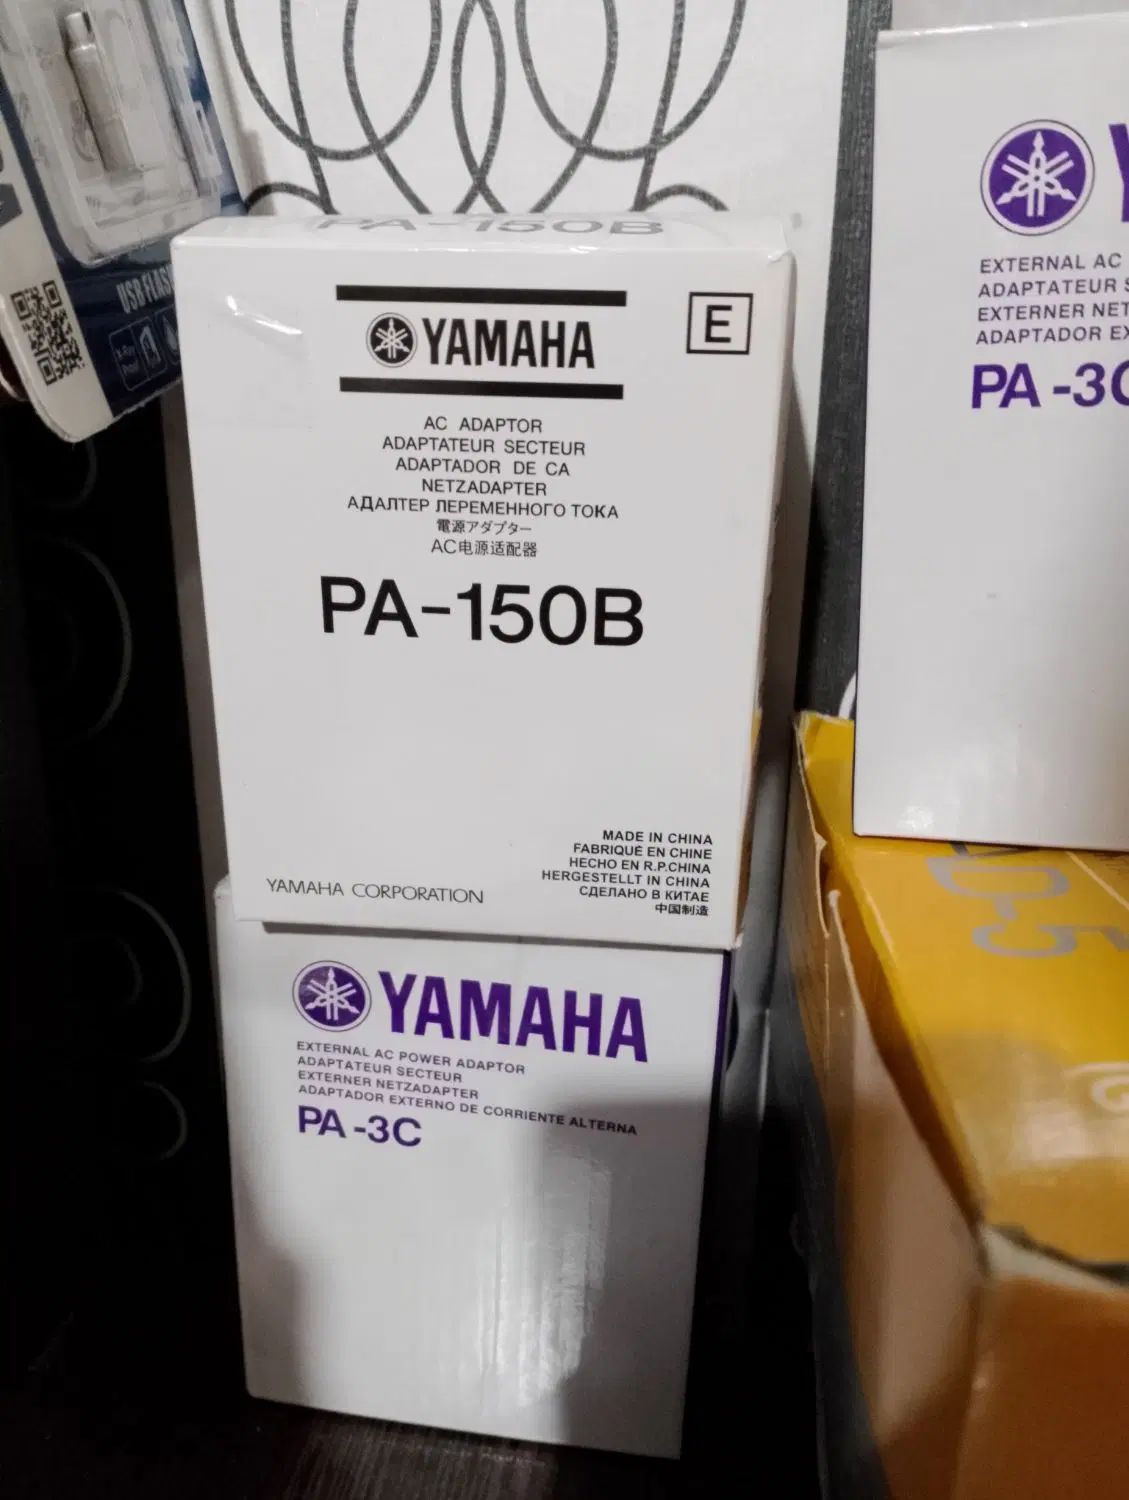 PA-150B
YAMAHA
E
AC ADAPTOR
ADAPTATEUR SECTEUR
ADAPTADOR DE CA
NETZADAPTER
АДАЛТЕР ЛЕРЕМЕННОГО ТОКА
電源アダプター
AC电源适配器
PA-150B
MADE IN CHINA
FABRIQUÉ EN CHINE
HECHO EN R.P.CHINA
HERGESTELLT IN CHINA
СДЕЛАНО В КИТАЕ
中国制造
YAMAHA CORPORATION
YAMAHA
EXTERNAL AC POWER ADAPTOR
ADAPTATEUR SECTEUR
EXTERNER NETZADAPTER
ADAPTADOR EXTERNO DE CORRIENTE ALTERNA
PA -3C
EXTERNAL AC
ADAPTATEUR
EXTERNER
ADAPTADOR
PA -3C
USB
X-Ray
Proof